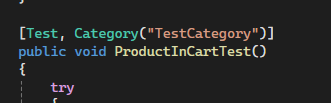 [Test, Category("TestCategory")]
public void ProductInCartTest()
{
try
{